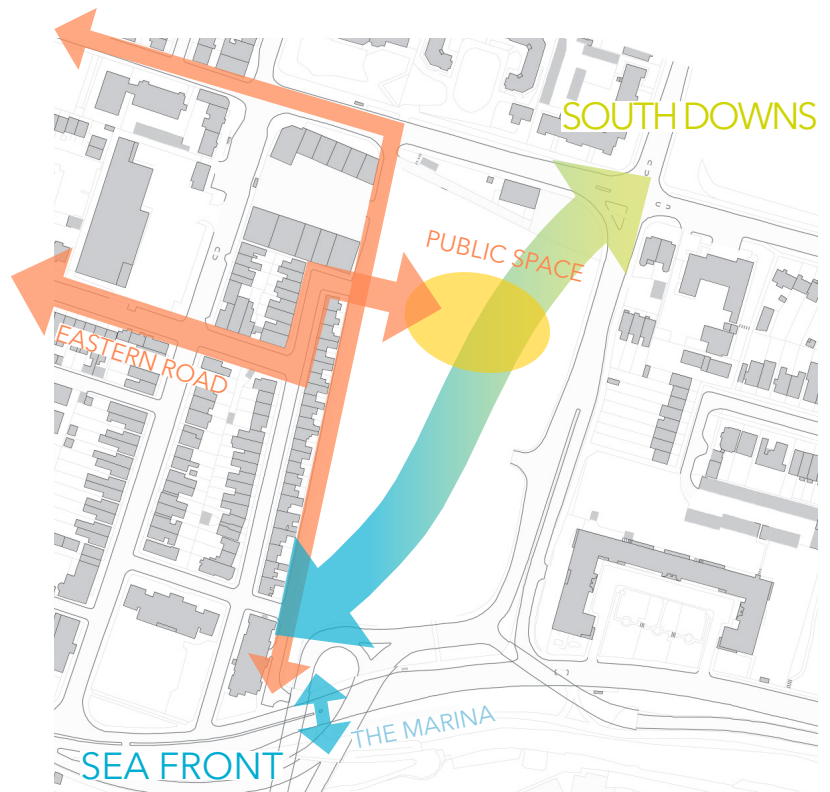 SOUTH DOWNS
PUBLIC SPACE
EASTERN ROAD
THE MARINA
SEA FRONT